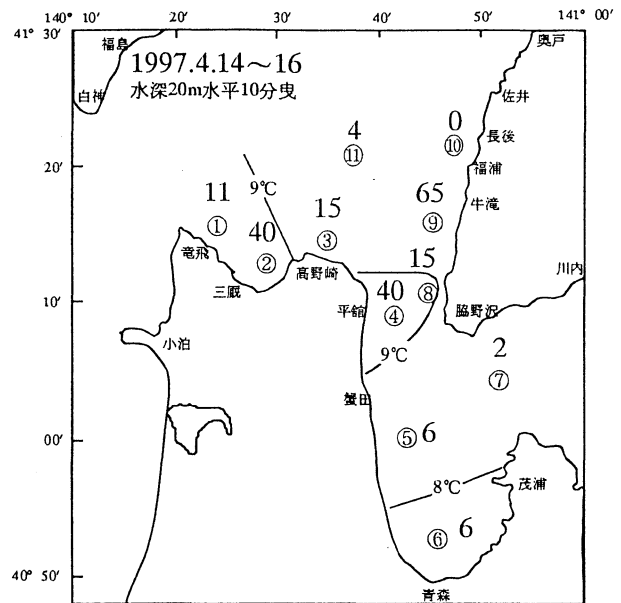 140° 10′ 20′ 30′ 40′ 50′ 141° 00′
41° 30′
福島
奥戸
1997.4.14～16
水深20m水平10分曳
白神
佐井
4
⑪
0
⑩
長後
福浦
20′
9℃
11
①
40
②
15
③
65
⑨
牛滝
竜飛
三厩
高野崎
15
⑧
川内
10′
平舘
40
④
脇野沢
小泊
9℃
2
⑦
蟹田
00′
⑤ 6
8℃
茂浦
⑥ 6
40° 50′
青森